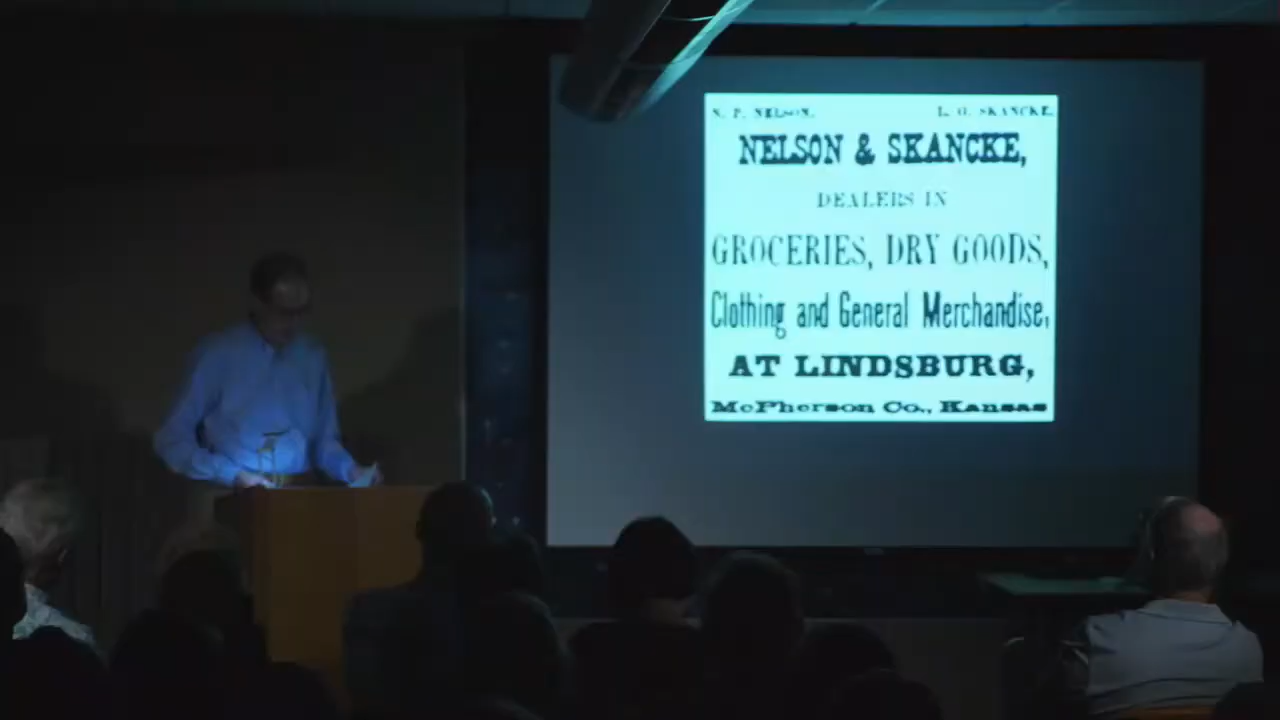 N. P. NELSON. L. O. SKANCKE.
NELSON & SKANCKE,
DEALERS IN
GROCERIES, DRY GOODS,
Clothing and General Merchandise,
AT LINDSBURG,
McPherson Co., Kansas